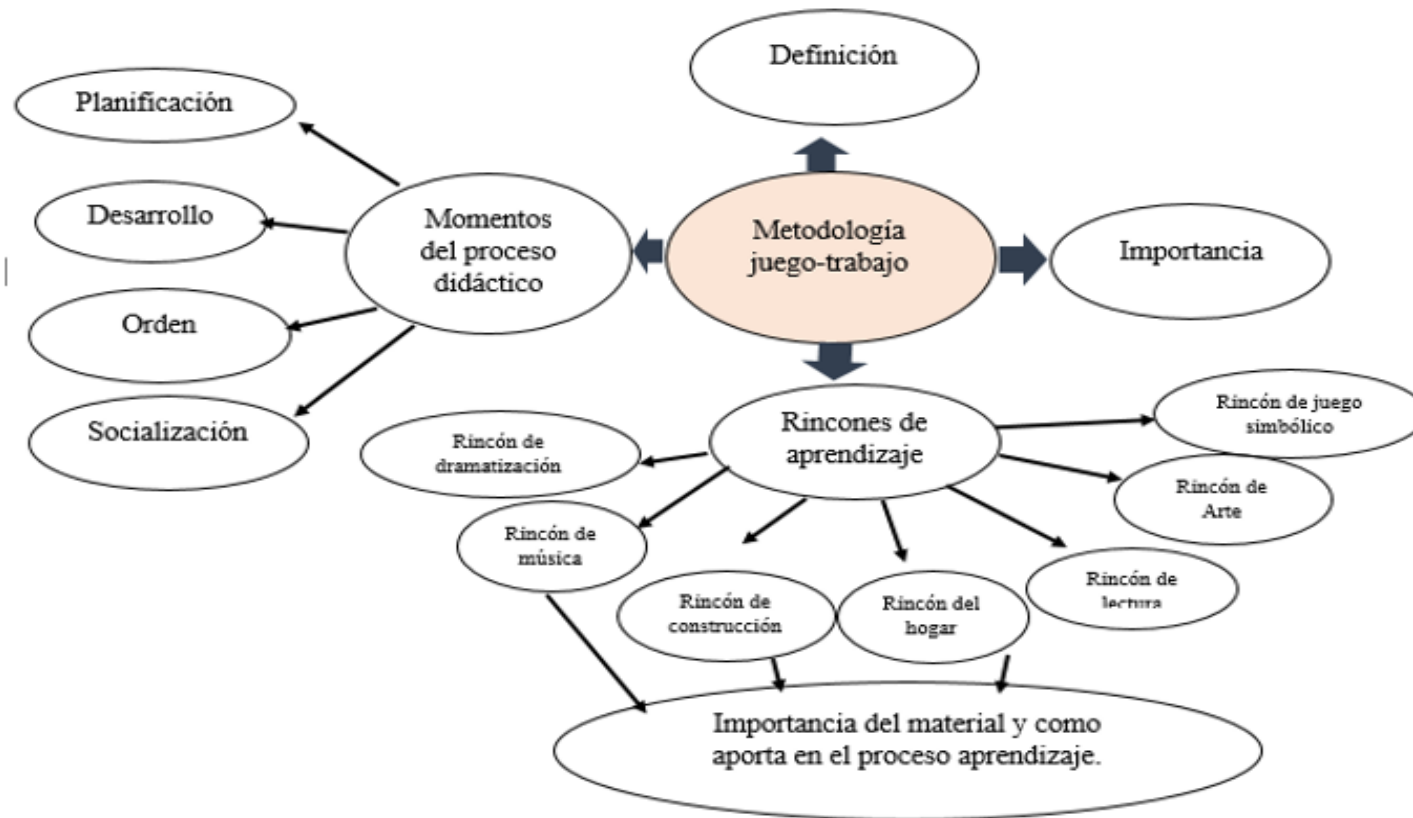 Definición
Planificación
Desarrollo
Momentos
del proceso
didáctico
Metodología
juego-trabajo
Importancia
Orden
Socialización
Rincones de
aprendizaje
Rincón de juego
simbólico
Rincón de
dramatización
Rincón de
Arte
Rincón de
música
Rincón de
construcción
Rincón del
hogar
Rincón de
lectura
Importancia del material y como
aporta en el proceso aprendizaje.